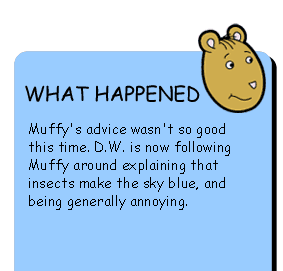 WHAT HAPPENED
Muffy's advice wasn't so good
this time. D.W. is now following
Muffy around explaining that
insects make the sky blue, and
being generally annoying.